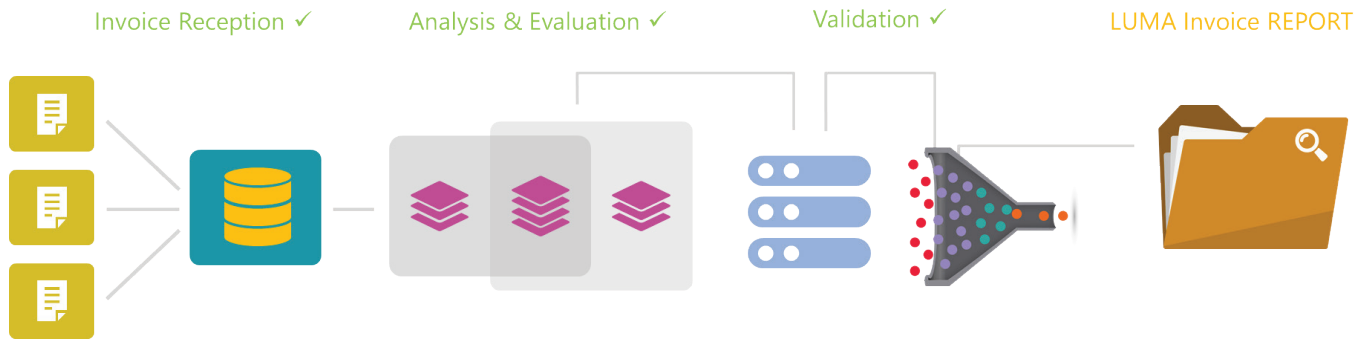 Invoice Reception ✓
Analysis & Evaluation ✓
Validation ✓
LUMA Invoice REPORT